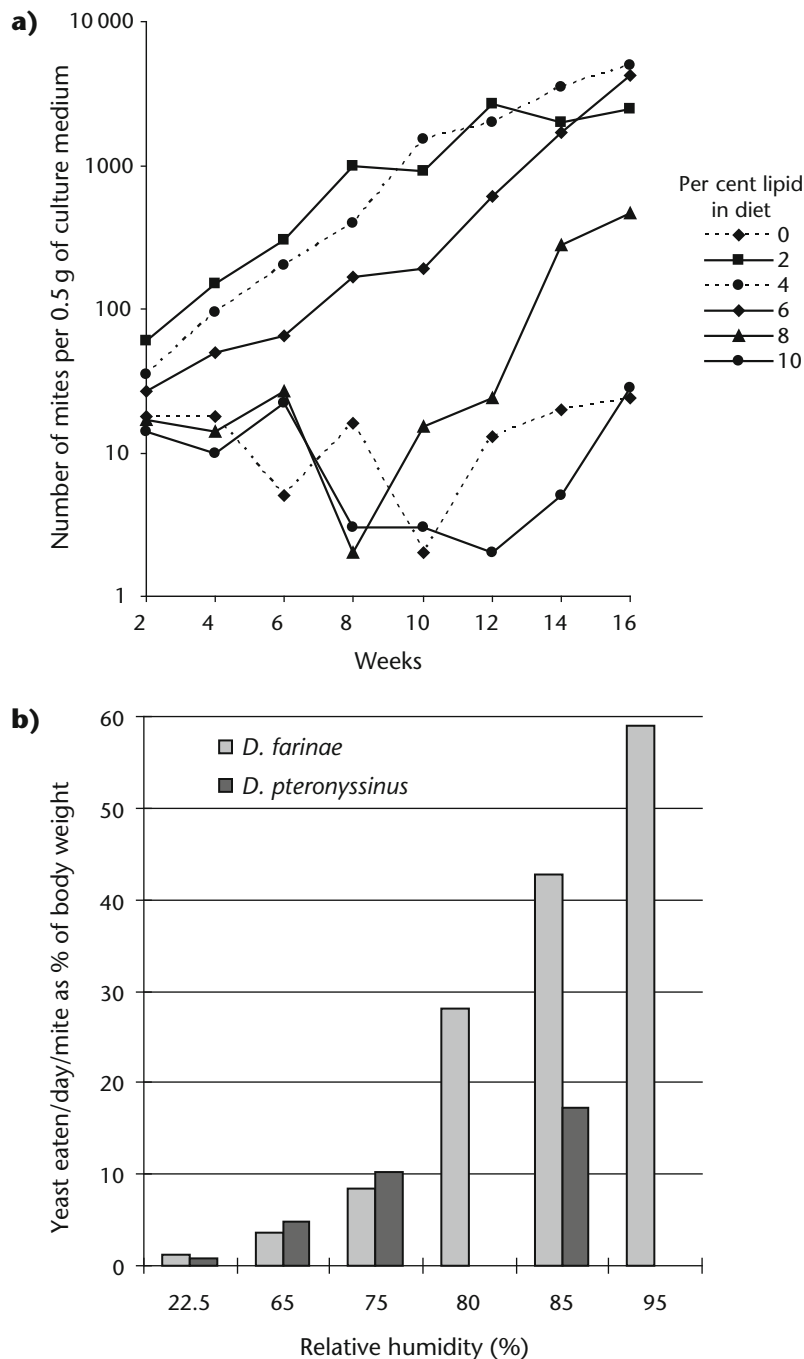 a)
10 000
1000
100
10
1
Number of mites per 0.5 g of culture medium
2 4 6 8 10 12 14 16
Weeks
Per cent lipid
in diet
0
2
4
6
8
10
b)
60
50
40
30
20
10
0
Yeast eaten/day/mite as % of body weight
D. farinae
D. pteronyssinus
22.5 65 75 80 85 95
Relative humidity (%)